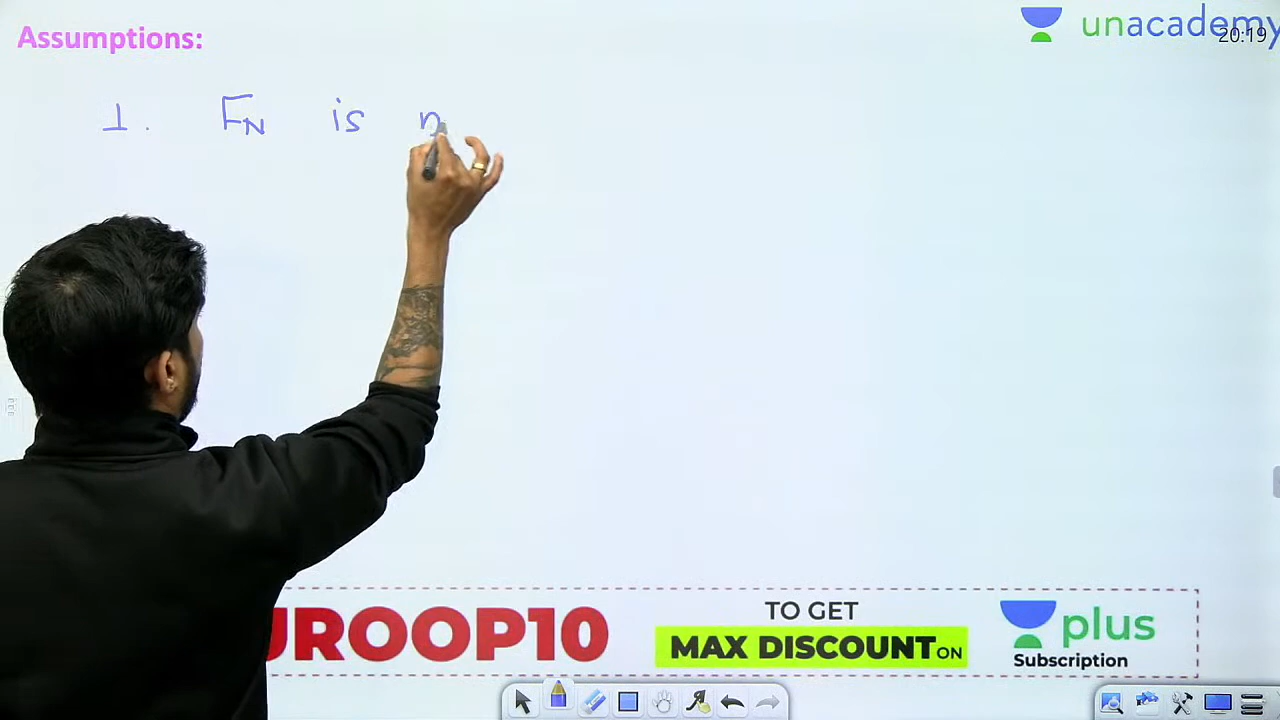 Assumptions:
unacademy
20:19
1. FN is n
UROOP10
TO GET
MAX DISCOUNT ON
plus
Subscription